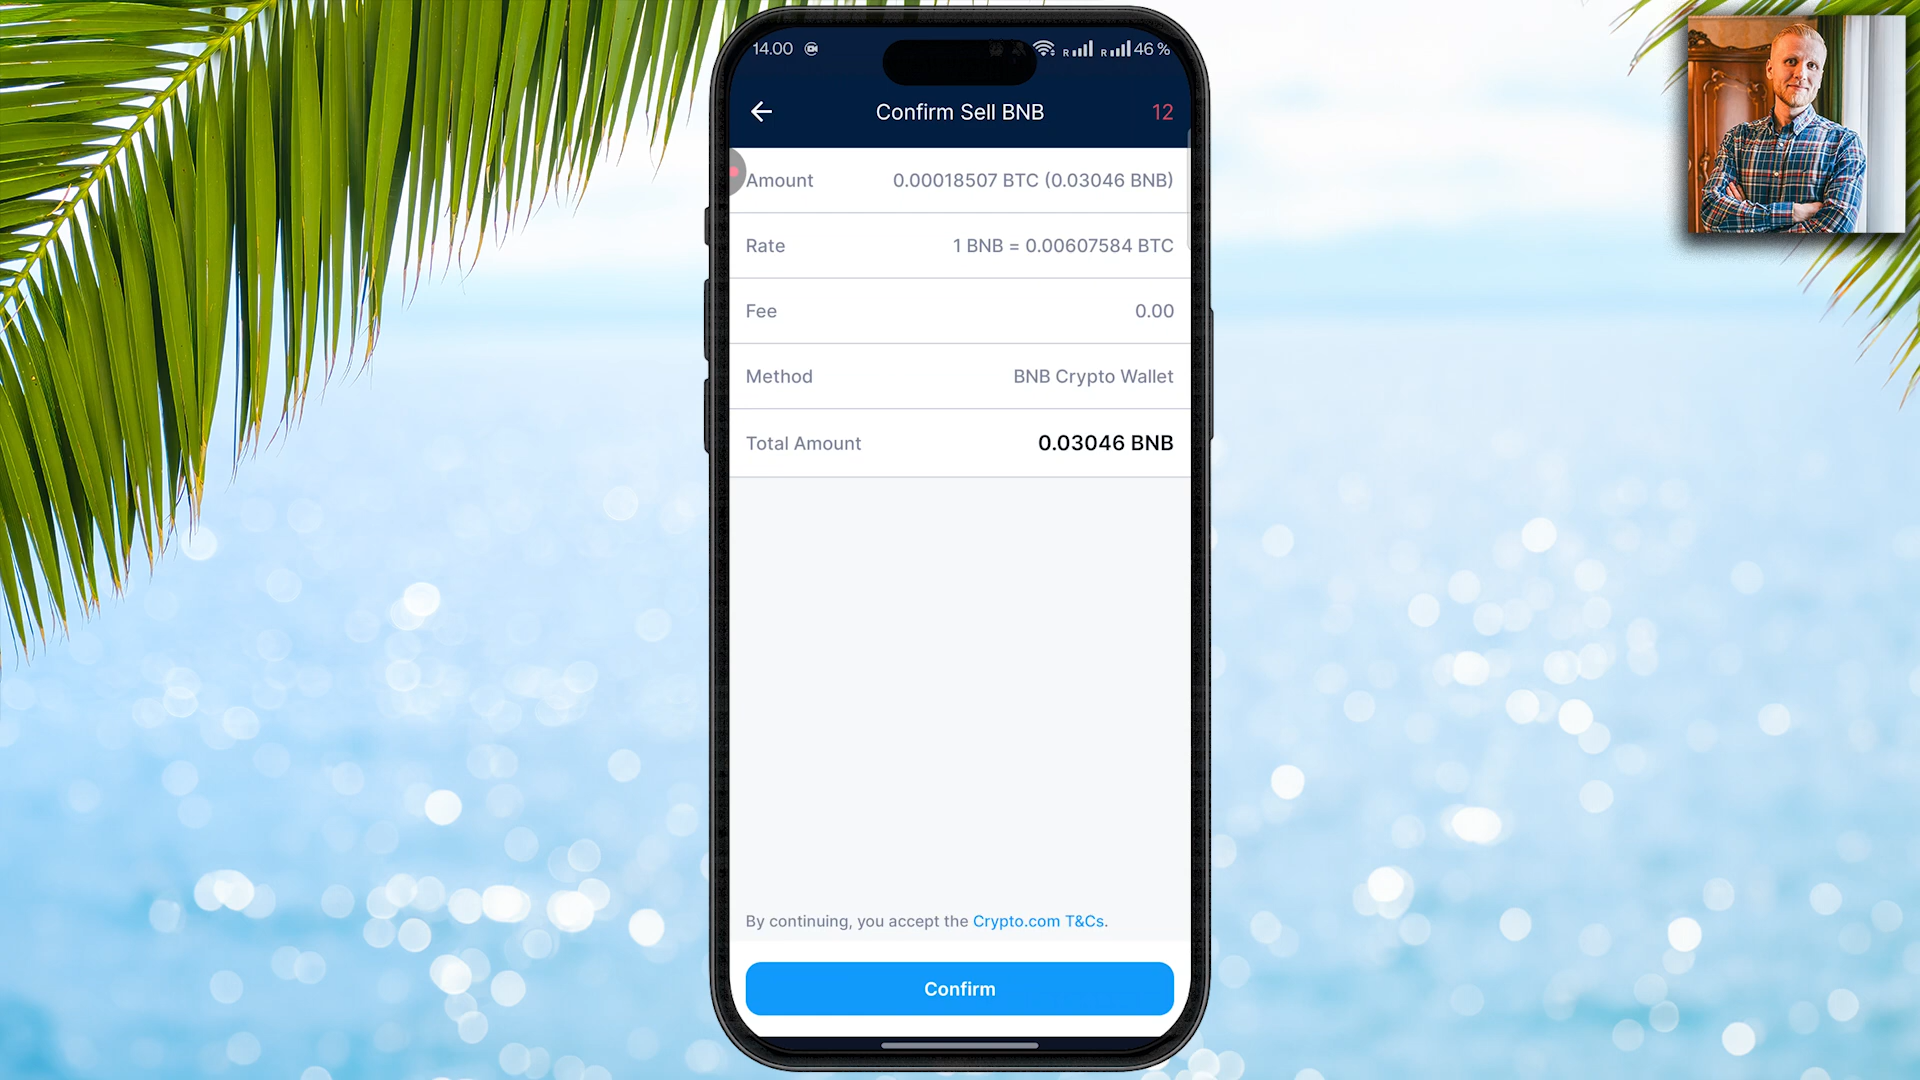 14.00 R R 46 %
Confirm Sell BNB 12
Amount 0.00018507 BTC (0.03046 BNB)
Rate 1 BNB = 0.00607584 BTC
Fee 0.00
Method BNB Crypto Wallet
Total Amount 0.03046 BNB
By continuing, you accept the Crypto.com T&Cs.
Confirm